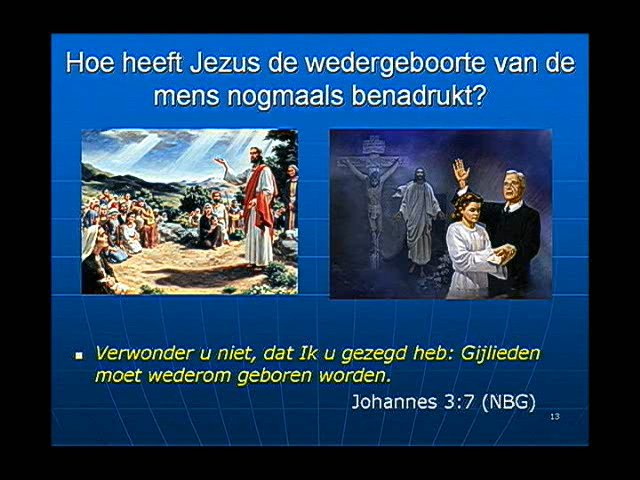 Hoe heeft Jezus de wedergeboorte van de
mens nogmaals benadrukt?
Verwonder u niet, dat Ik u gezegd heb: Gijlieden
moet wederom geboren worden.
Johannes 3:7 (NBG)
13